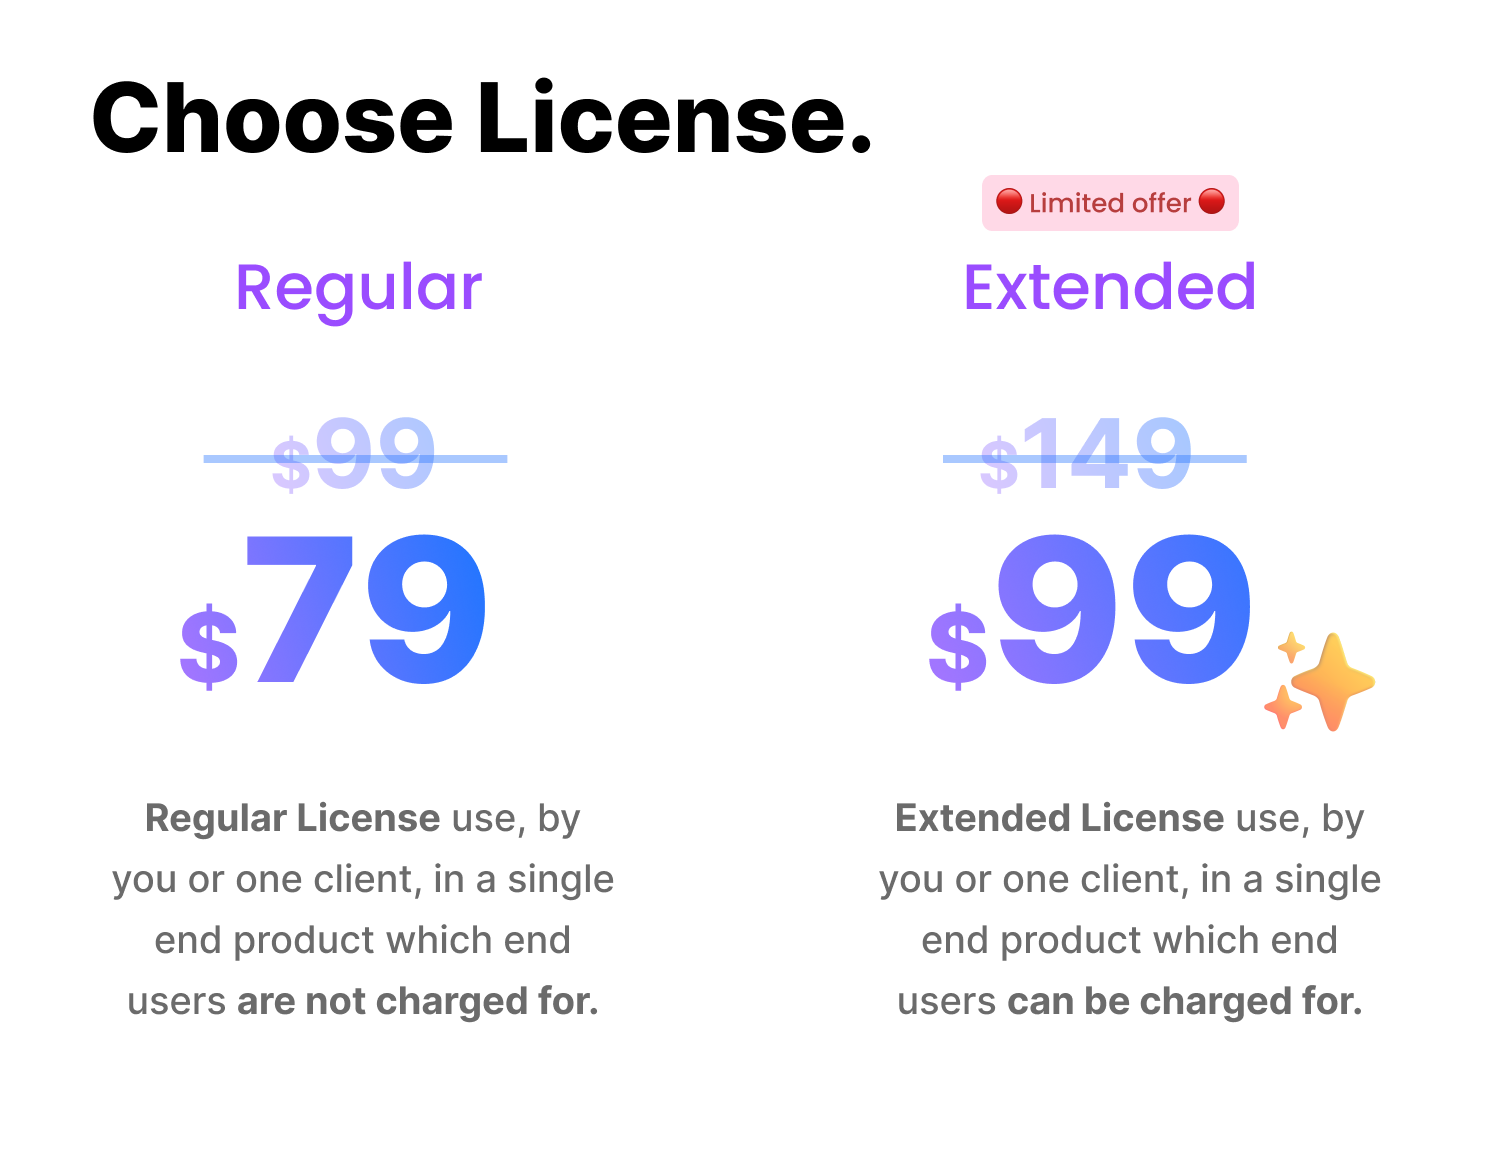 Choose License.
Regular
$99
$79
Regular License use, by
you or one client, in a single
end product which end
users are not charged for.
Limited offer
Extended
$149
$99
Extended License use, by
you or one client, in a single
end product which end
users can be charged for.